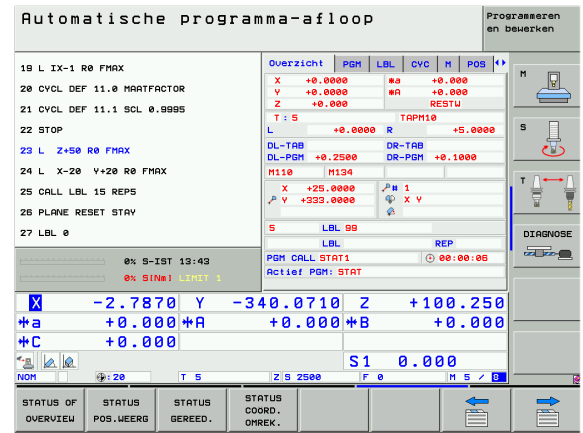 Automatische programma-afloop
Programmeren
en bewerken
19 L IX-1 R0 FMAX
20 CYCL DEF 11.0 MAATFACTOR
21 CYCL DEF 11.1 SCL 0.9995
22 STOP
23 L Z+50 R0 FMAX
24 L X-20 Y+20 R0 FMAX
25 CALL LBL 15 REP5
26 PLANE RESET STAY
27 LBL 0
0% S-IST 13:43
0% S[Nm] LIMIT 1
Overzicht PGM LBL CYC M POS
X +0.0000 *a +0.000
Y +0.0000 *A +0.000
Z +0.000 RESTW
T : 5 TAPM10
L +0.0000 R +5.0000
DL-TAB DR-TAB
DL-PGM +0.2500 DR-PGM +0.1000
M110 M134
X +25.0000 # 1
Y +333.0000 X Y
5 LBL 99
LBL REP
PGM CALL STAT1 00:00:06
Actief PGM: STAT
M
S
T
DIAGNOSE
X -2.7870 Y -340.0710 Z +100.250
*a +0.000 *A +0.000 *B +0.000
*C +0.000
S1 0.000
NOM : 20 T 5 Z S 2500 F 0 M 5 / 8
STATUS OF
OVERVIEW
STATUS
POS.WEERG
STATUS
GEREED.
STATUS
COORD.
OMREK.